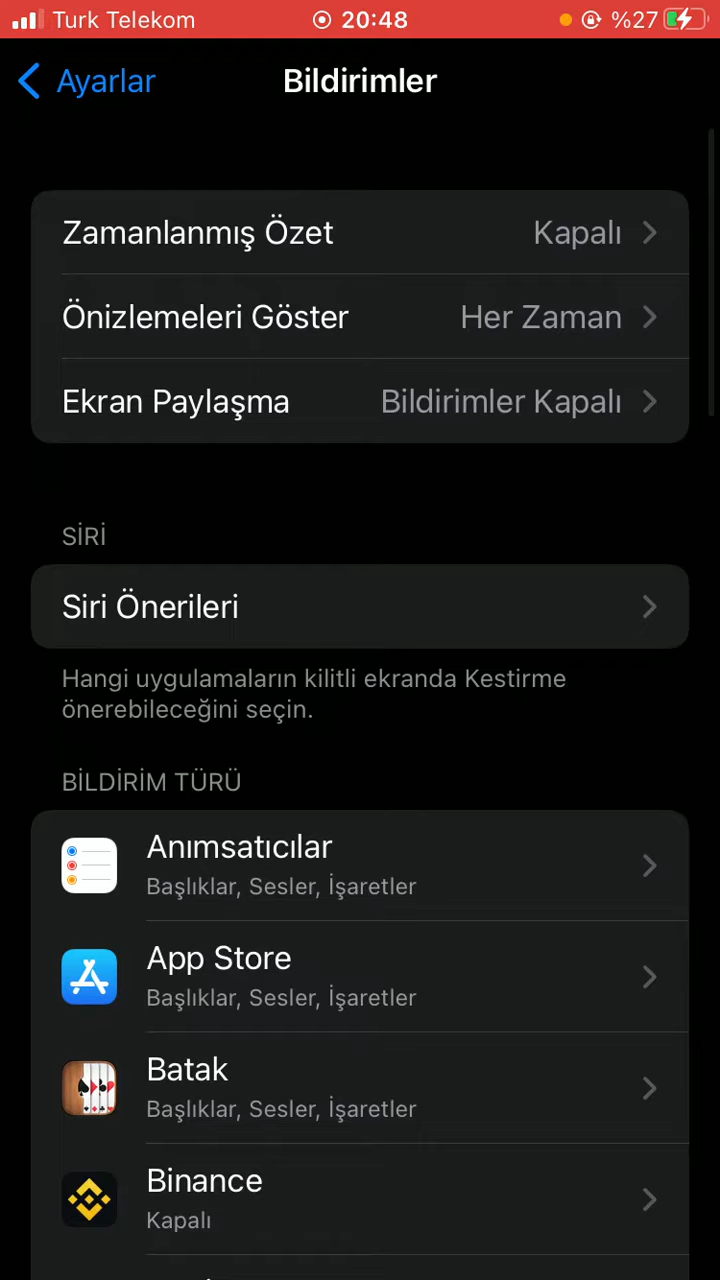 Turk Telekom 20:48 %27
Ayarlar Bildirimler
Zamanlanmış Özet Kapalı
Önizlemeleri Göster Her Zaman
Ekran Paylaşma Bildirimler Kapalı
SİRİ
Siri Önerileri
Hangi uygulamaların kilitli ekranda Kestirme
önerebileceğini seçin.
BİLDİRİM TÜRÜ
Anımsatıcılar
Başlıklar, Sesler, İşaretler
App Store
Başlıklar, Sesler, İşaretler
Batak
Başlıklar, Sesler, İşaretler
Binance
Kapalı